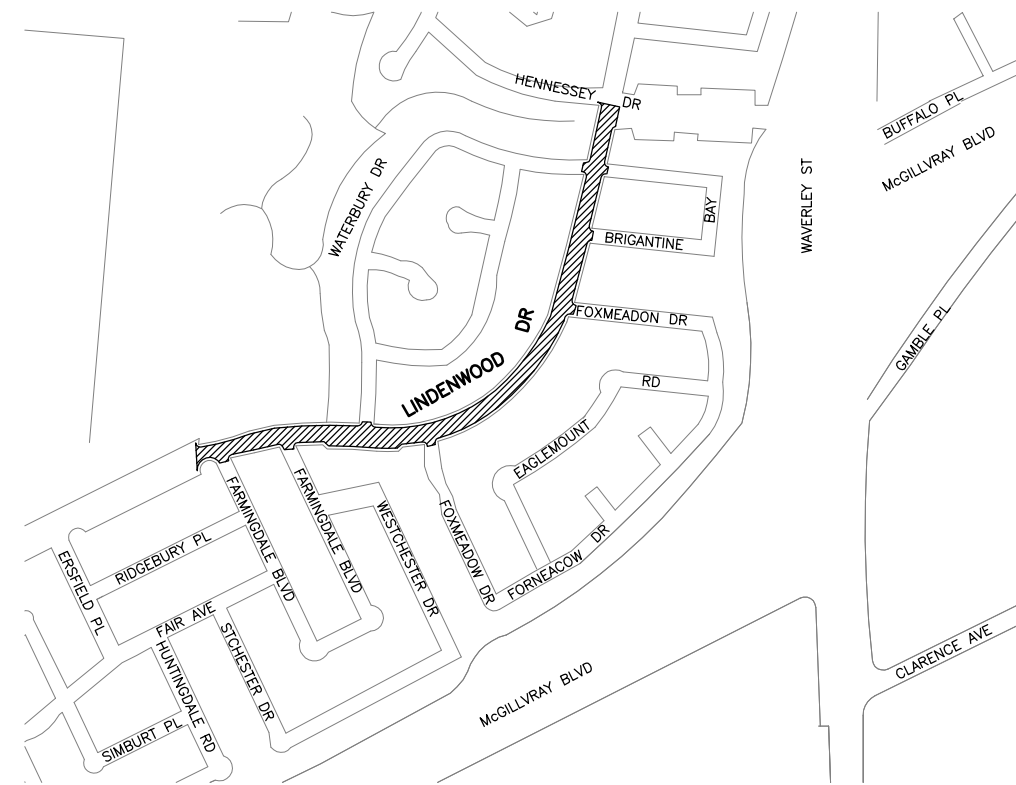 HENNESSEY DR
BUFFALO PL
McGILLVRAY BLVD
WATERBURY DR
WAVERLEY ST
BAY
BRIGANTINE
FOXMEADON DR
GAMBLE PL
LINDENWOOD DR
RD
EAGLEMOUNT
FARMINGDALE BLVD
FARMINGDALE BLVD
WESTCHESTER DR
FOXMEADOW DR
FORNEACOW DR
RIDGEBURY PL
ERSFIELD PL
FAIR AVE
STCHESTER DR
HUNTINGDALE RD
SIMBURT PL
McGILLVRAY BLVD
CLARENCE AVE